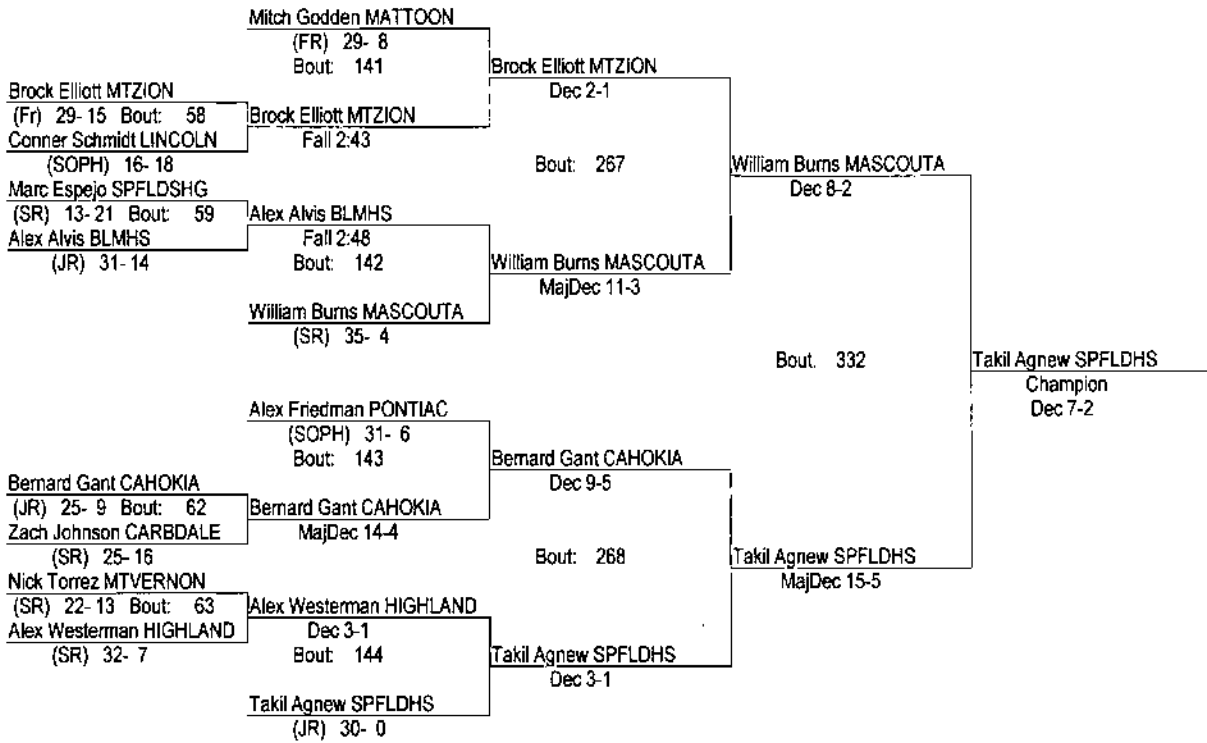 Mitch Godden MATTOON
(FR) 29- 8
Bout: 141
Brock Elliott MTZION
Dec 2-1
Brock Elliott MTZION
(Fr) 29- 15 Bout: 58
Brock Elliott MTZION
Fall 2:43
Conner Schmidt LINCOLN
(SOPH) 16- 18
Bout: 267
William Burns MASCOUTA
Dec 8-2
Marc Espejo SPFLDSHG
(SR) 13- 21 Bout: 59
Alex Alvis BLMHS
Fall 2:48
Bout: 142
Alex Alvis BLMHS
(JR) 31- 14
William Burns MASCOUTA
MajDec 11-3
William Burns MASCOUTA
(SR) 35- 4
Bout: 332
Takil Agnew SPFLDHS
Champion
Dec 7-2
Alex Friedman PONTIAC
(SOPH) 31- 6
Bout: 143
Bernard Gant CAHOKIA
Dec 9-5
Bernard Gant CAHOKIA
(JR) 25- 9 Bout: 62
Bernard Gant CAHOKIA
MajDec 14-4
Zach Johnson CARBDALE
(SR) 25- 16
Bout: 268
Takil Agnew SPFLDHS
MajDec 15-5
Nick Torrez MTVERNON
(SR) 22- 13 Bout: 63
Alex Westerman HIGHLAND
Dec 3-1
Bout: 144
Alex Westerman HIGHLAND
(SR) 32- 7
Takil Agnew SPFLDHS
Dec 3-1
Takil Agnew SPFLDHS
(JR) 30- 0